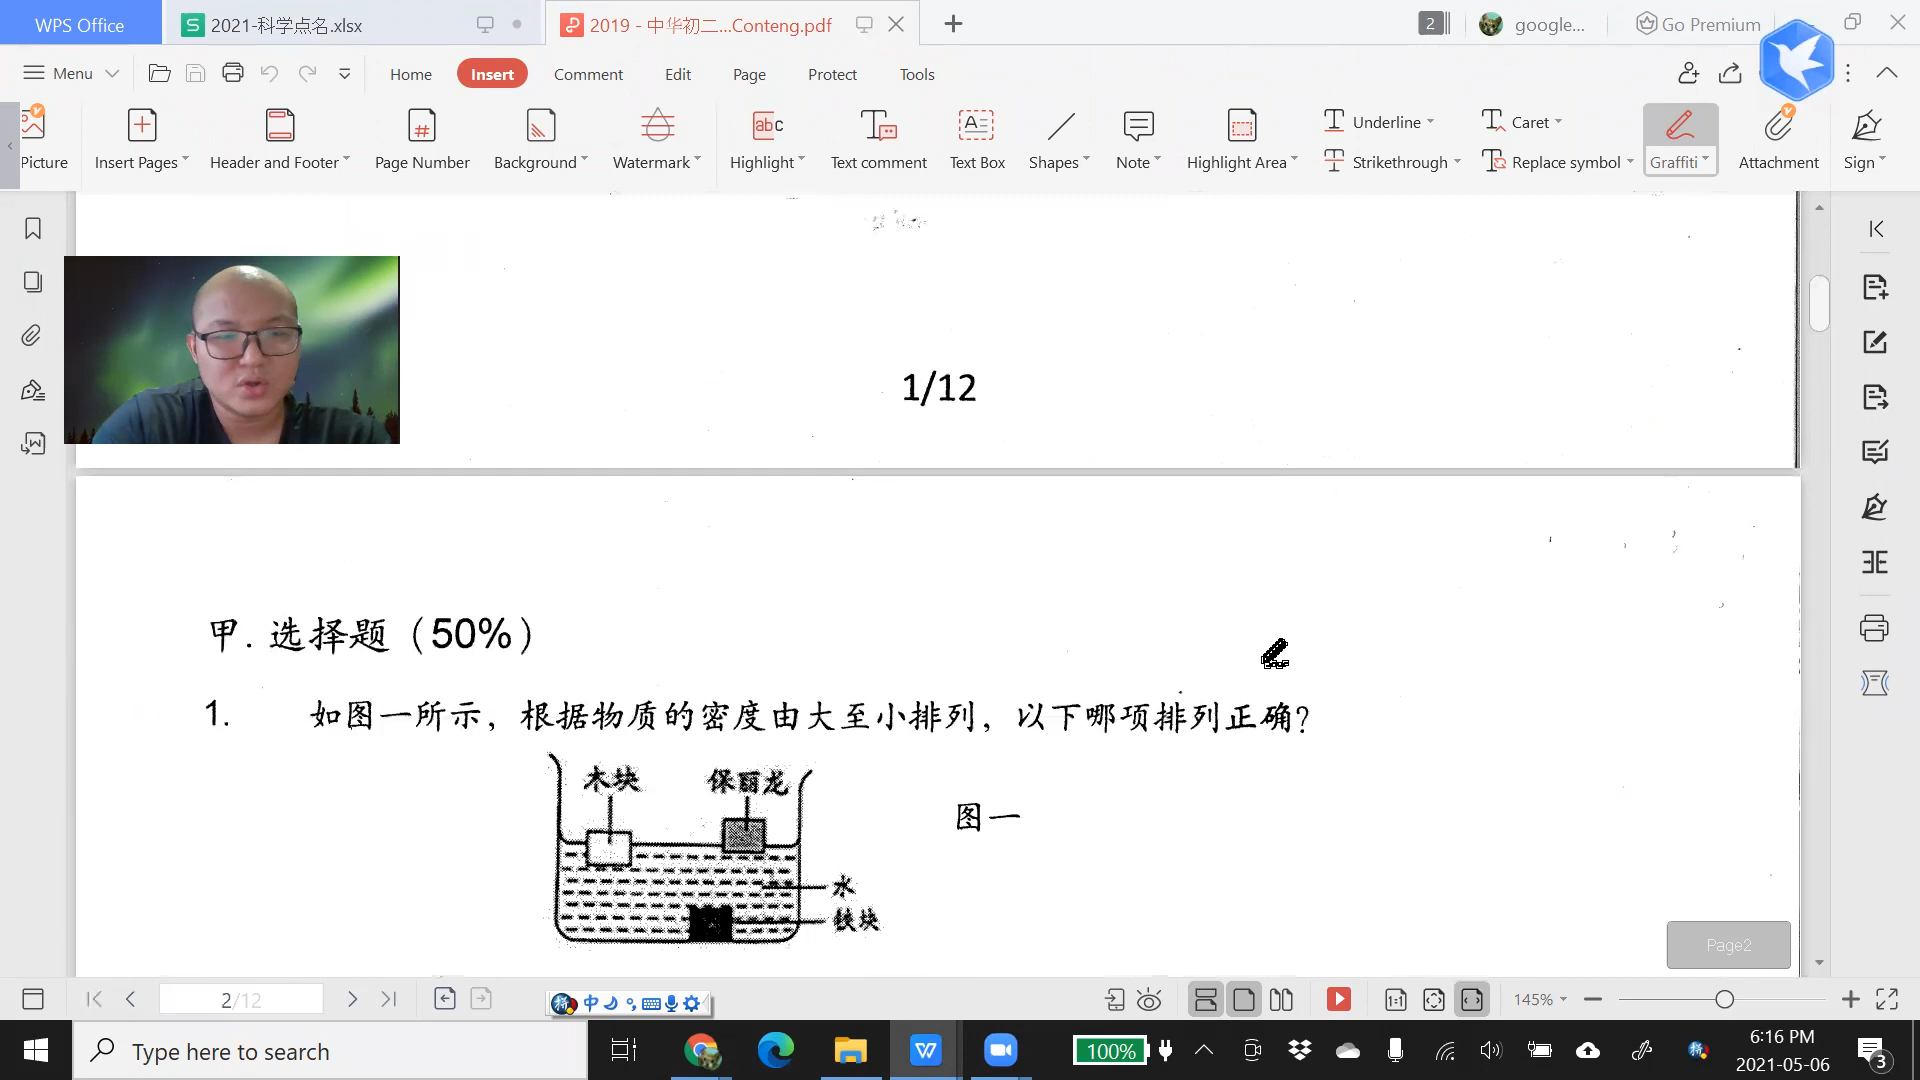 WPS Office
2021-科学点名.xlsx
2019 - 中华初二...Conteng.pdf
2
google...
Go Premium
Menu
Home
Insert
Comment
Edit
Page
Protect
Tools
Picture
Insert Pages
Header and Footer
Page Number
Background
Watermark
Highlight
Text comment
Text Box
Shapes
Note
Highlight Area
Underline
Strikethrough
Caret
Replace symbol
Graffiti
Attachment
Sign
1/12
甲. 选择题（50%）
1. 如图一所示，根据物质的密度由大至小排列，以下哪项排列正确?
木块
保丽龙
图一
水
铁块
Page2
2/12
中
145%
Type here to search
100%
6:16 PM
2021-05-06
3